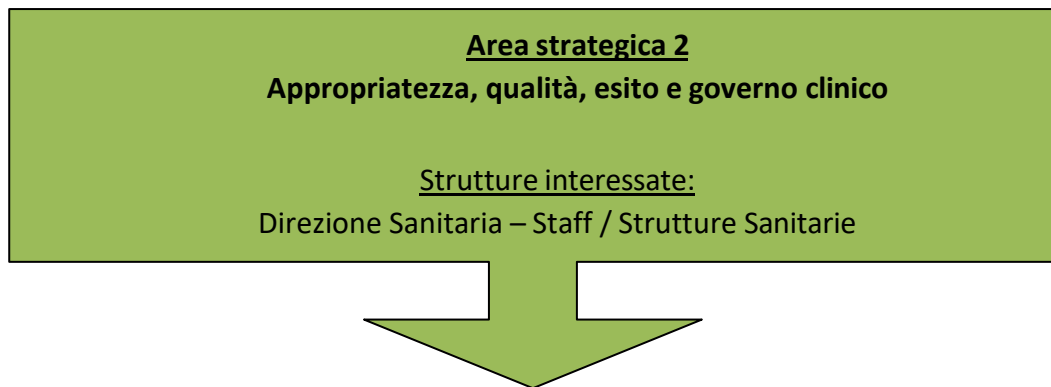 Area strategica 2
Appropriatezza, qualità, esito e governo clinico
Strutture interessate:
Direzione Sanitaria – Staff / Strutture Sanitarie